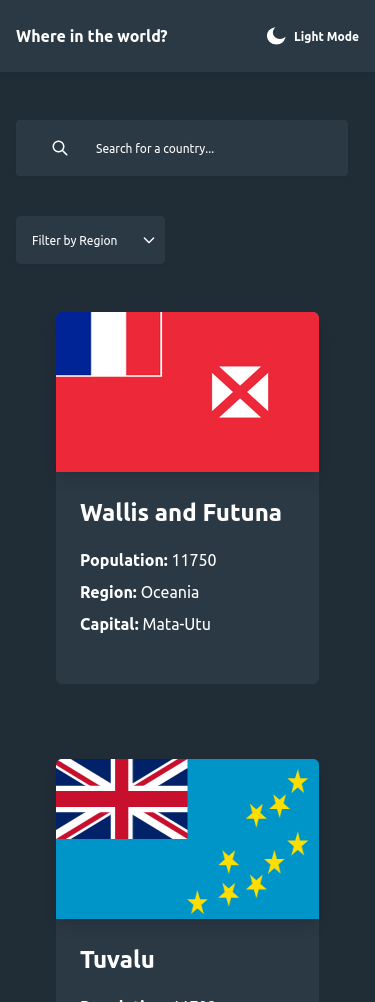 Where in the world?
Light Mode
Search for a country...
Filter by Region
Wallis and Futuna
Population: 11750
Region: Oceania
Capital: Mata-Utu
Tuvalu